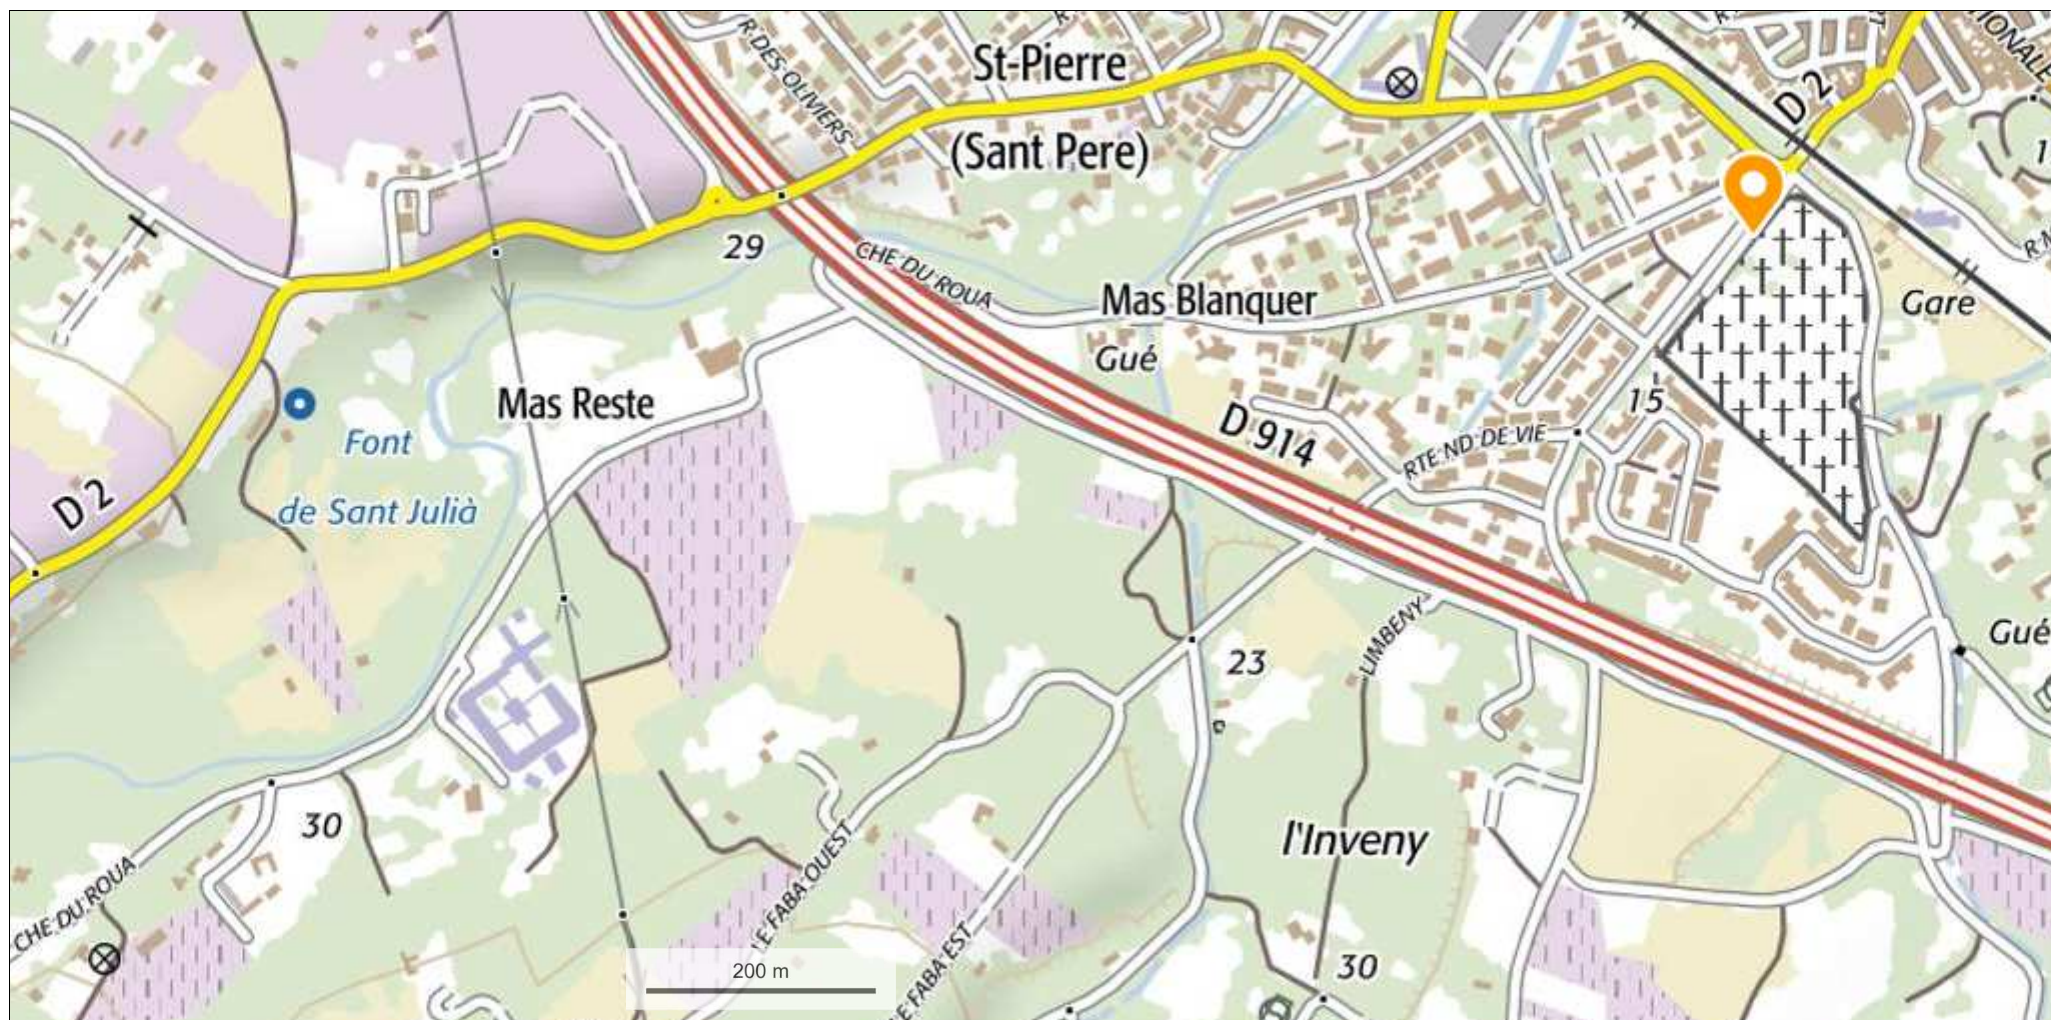 R DES OLIVIERS
St-Pierre
(Sant Pere)
D 2
29
CHE DU ROUA
Mas Blanquer
Gué
Gare
Mas Reste
Font
de Sant Julià
D 2
D 914
RTE ND DE VIE
15
Gué
23
LIMBENY
l'Inveny
30
CHE DU ROUA
LE FABA OUEST
LE FABA EST
30
200 m